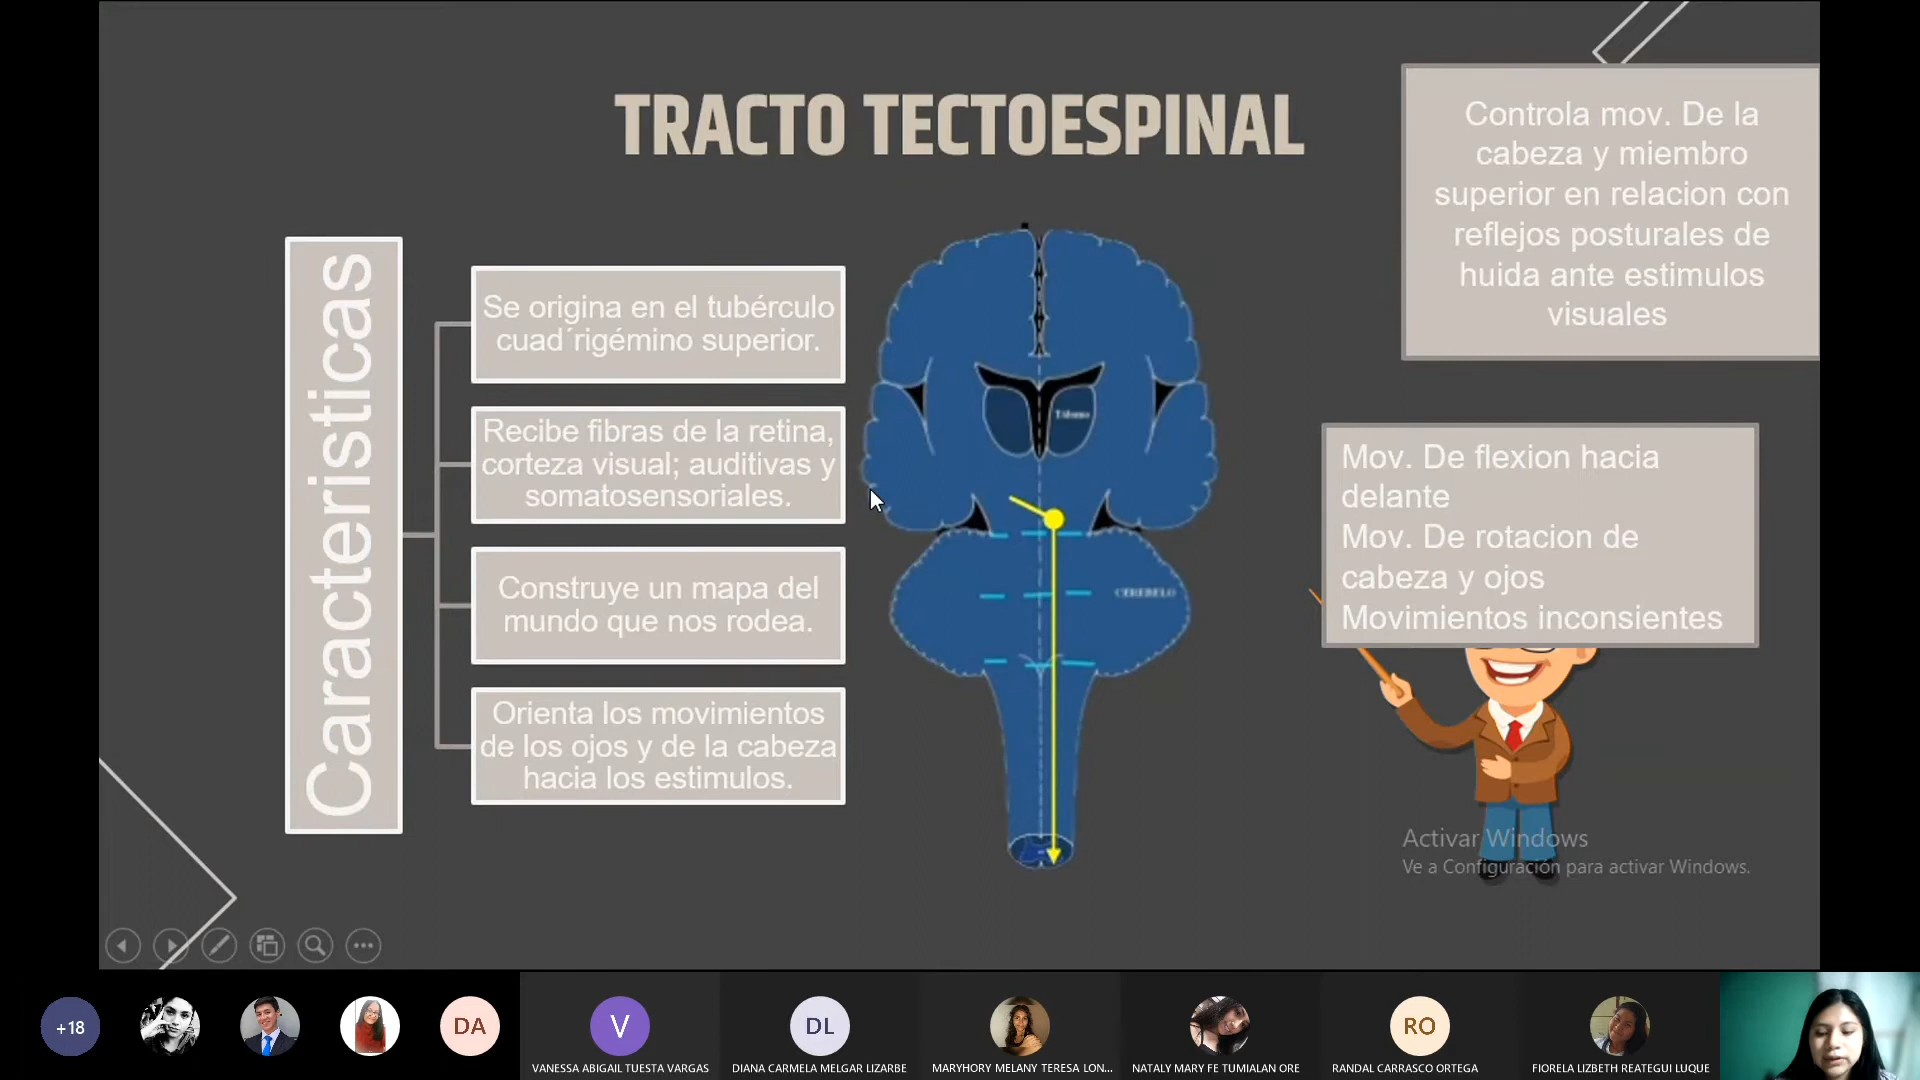 TRACTO TECTOESPINAL
Caracteristicas
Se origina en el tubérculo
cuad´rigémino superior.
Recibe fibras de la retina,
corteza visual; auditivas y
somatosensoriales.
Construye un mapa del
mundo que nos rodea.
Orienta los movimientos
de los ojos y de la cabeza
hacia los estimulos.
Tálamo
CEREBELO
Controla mov. De la
cabeza y miembro
superior en relacion con
reflejos posturales de
huida ante estimulos
visuales
Mov. De flexion hacia
delante
Mov. De rotacion de
cabeza y ojos
Movimientos inconsientes
Activar Windows
Ve a Configuración para activar Windows.
+18
DA
V
DL
RO
VANESSA ABIGAIL TUESTA VARGAS
DIANA CARMELA MELGAR LIZARBE
MARYHORY MELANY TERESA LON...
NATALY MARY FE TUMIALAN ORE
RANDAL CARRASCO ORTEGA
FIORELA LIZBETH REATEGUI LUQUE